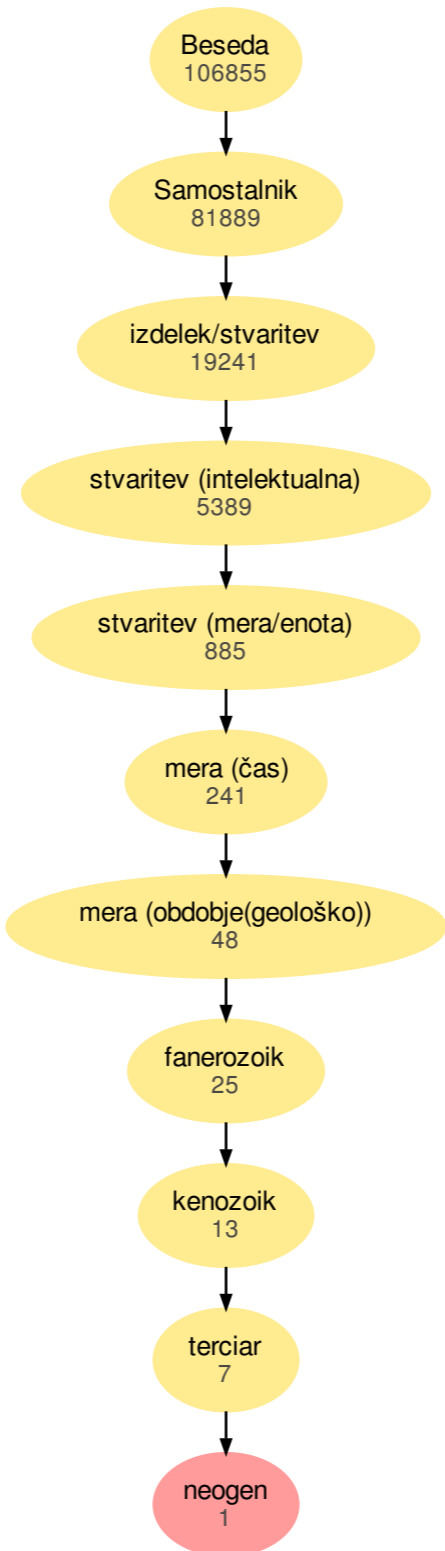 Beseda
106855
Samostalnik
81889
izdelek/stvaritev
19241
stvaritev (intelektualna)
5389
stvaritev (mera/enota)
885
mera (čas)
241
mera (obdobje(geološko))
48
fanerozoik
25
kenozoik
13
terciar
7
neogen
1